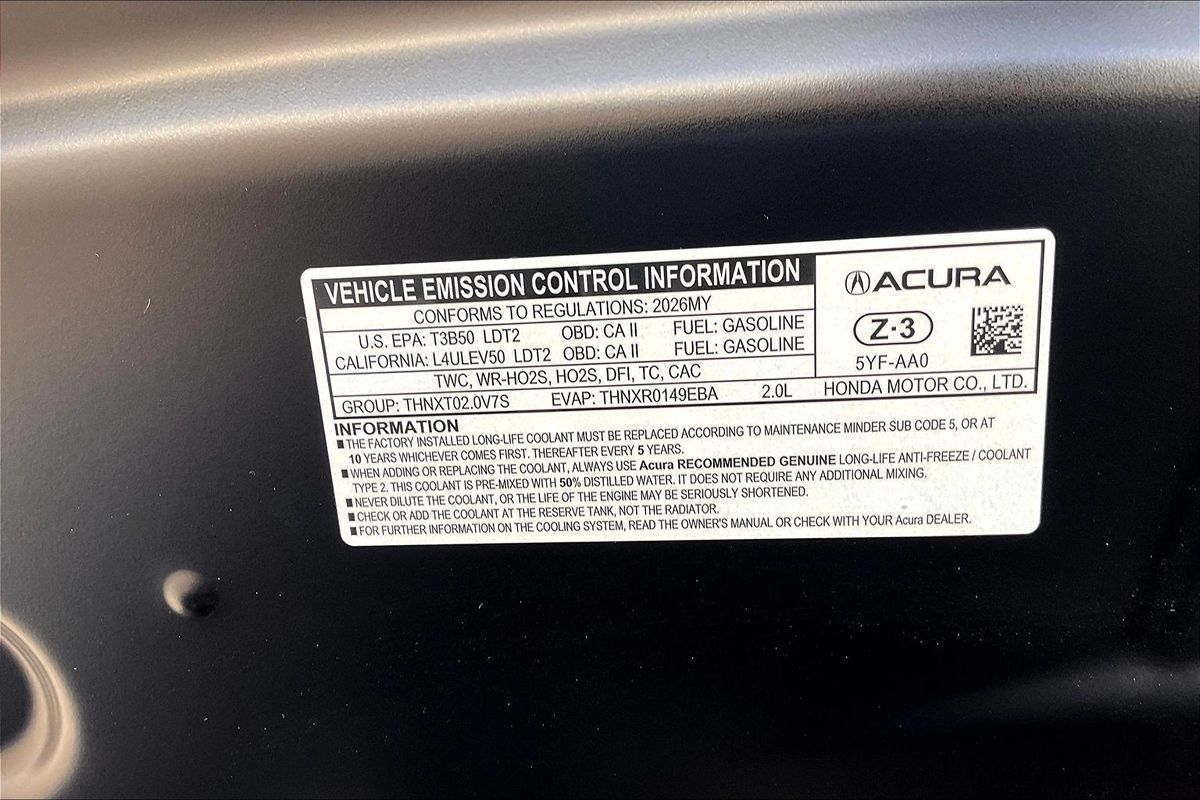 VEHICLE EMISSION CONTROL INFORMATION
CONFORMS TO REGULATIONS: 2026MY
U.S. EPA: T3B50 LDT2 OBD: CA II FUEL: GASOLINE
CALIFORNIA: L4ULEV50 LDT2 OBD: CA II FUEL: GASOLINE
TWC, WR-HO2S, HO2S, DFI, TC, CAC
GROUP: THNXT02.0V7S EVAP: THNXR0149EBA 2.0L
ACURA
Z·3
5YF-AA0
HONDA MOTOR CO., LTD.
INFORMATION
■ THE FACTORY INSTALLED LONG-LIFE COOLANT MUST BE REPLACED ACCORDING TO MAINTENANCE MINDER SUB CODE 5, OR AT
10 YEARS WHICHEVER COMES FIRST. THEREAFTER EVERY 5 YEARS.
■ WHEN ADDING OR REPLACING THE COOLANT, ALWAYS USE Acura RECOMMENDED GENUINE LONG-LIFE ANTI-FREEZE / COOLANT
TYPE 2. THIS COOLANT IS PRE-MIXED WITH 50% DISTILLED WATER. IT DOES NOT REQUIRE ANY ADDITIONAL MIXING.
■ NEVER DILUTE THE COOLANT, OR THE LIFE OF THE ENGINE MAY BE SERIOUSLY SHORTENED.
■ CHECK OR ADD THE COOLANT AT THE RESERVE TANK, NOT THE RADIATOR.
■ FOR FURTHER INFORMATION ON THE COOLING SYSTEM, READ THE OWNER'S MANUAL OR CHECK WITH YOUR Acura DEALER.